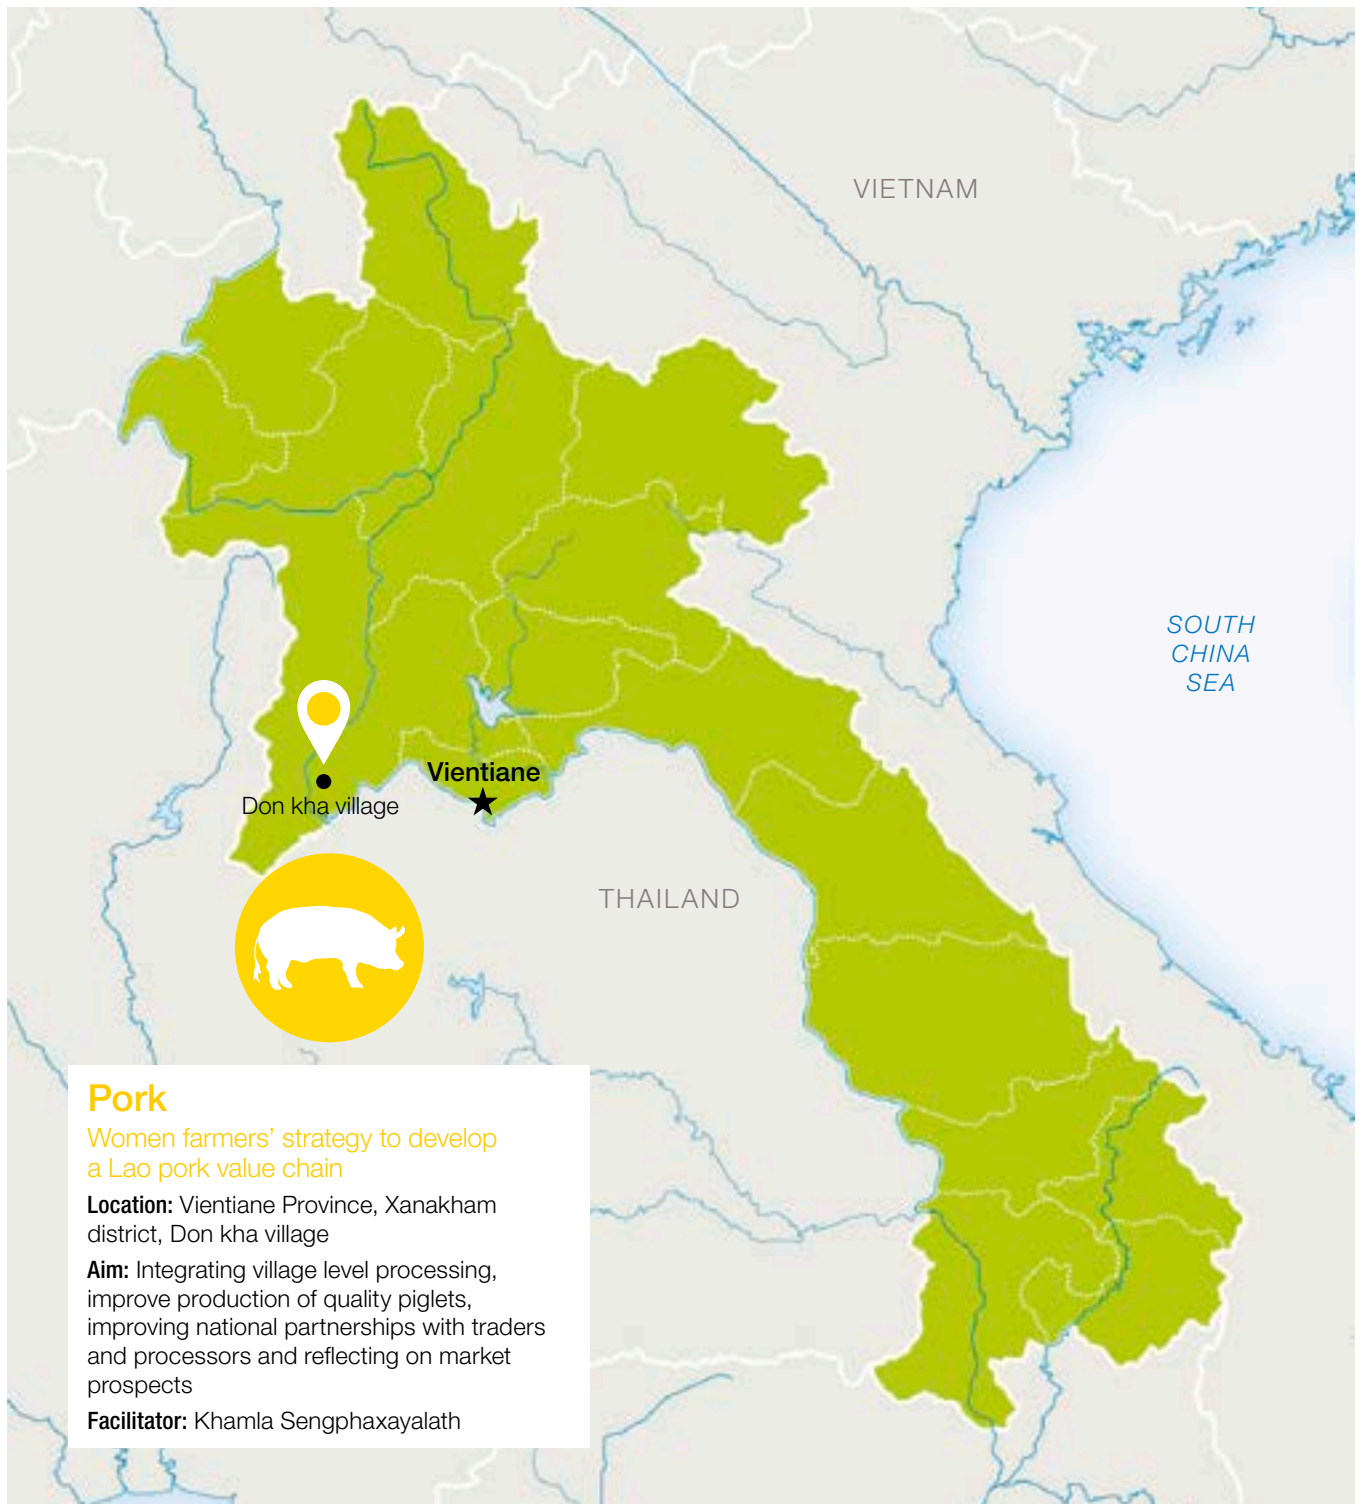 VIETNAM
SOUTH
CHINA
SEA
Vientiane
Don kha village
THAILAND
Pork
Women farmers’ strategy to develop
a Lao pork value chain
Location: Vientiane Province, Xanakham
district, Don kha village
Aim: Integrating village level processing,
improve production of quality piglets,
improving national partnerships with traders
and processors and reflecting on market
prospects
Facilitator: Khamla Sengphaxayalath